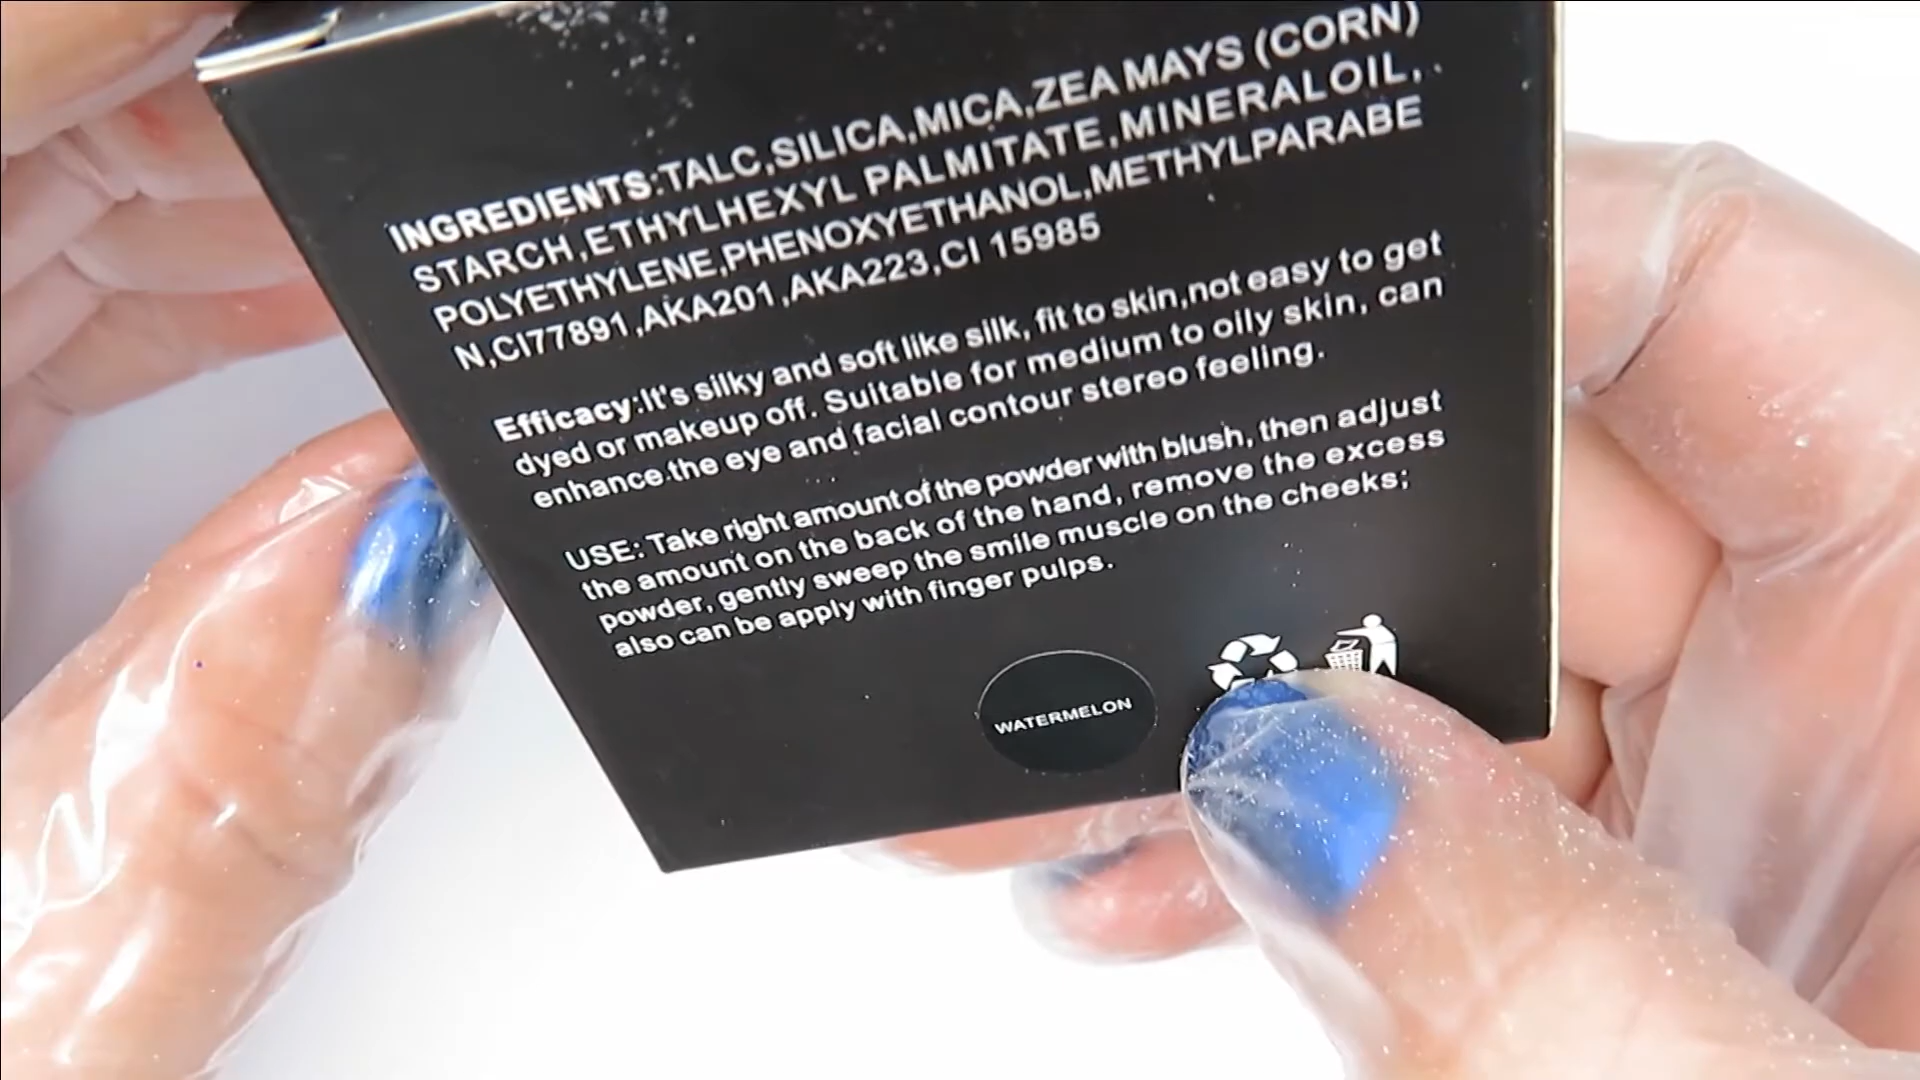 INGREDIENTS:TALC,SILICA,MICA,ZEA MAYS (CORN)
STARCH,ETHYLHEXYL PALMITATE,MINERALOIL,
POLYETHYLENE,PHENOXYETHANOL,METHYLPARABE
N,CI77891,AKA201,AKA223,CI 15985
Efficacy:It's silky and soft like silk, fit to skin,not easy to get
dyed or makeup off. Suitable for medium to oily skin, can
enhance the eye and facial contour stereo feeling.
USE: Take right amount of the powder with blush, then adjust
the amount on the back of the hand, remove the excess
powder, gently sweep the smile muscle on the cheeks;
also can be apply with finger pulps.
WATERMELON